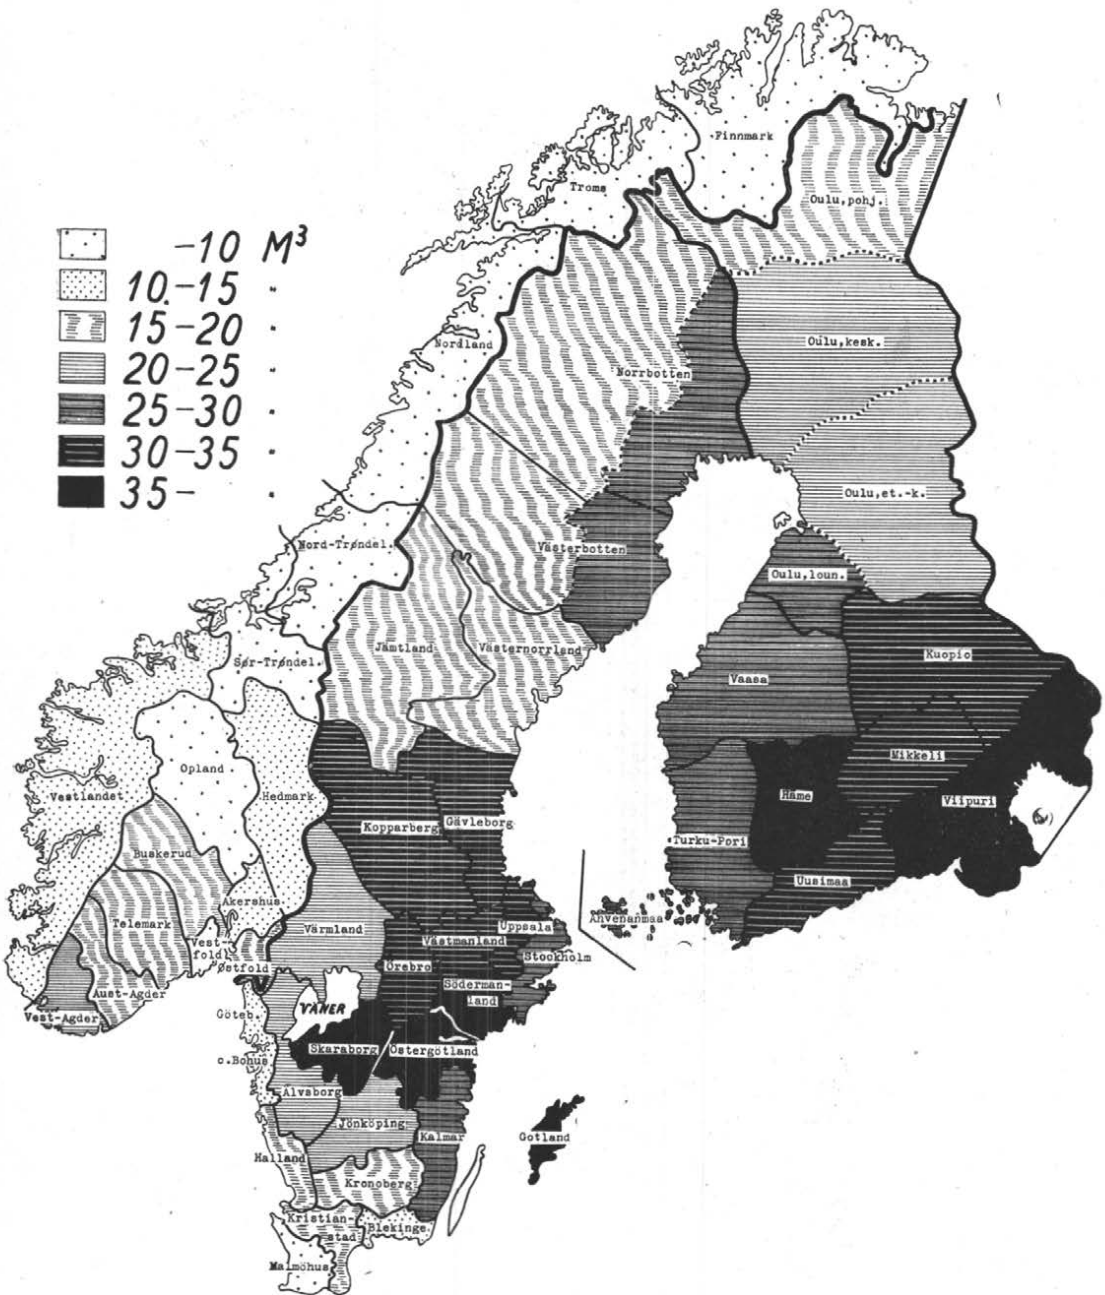 -10 M³
10.-15 "
15-20 "
20-25 "
25-30 "
30-35 "
35- "
Finnmark
Troms
Oulu,pohj.
Nordland
Oulu,kesk.
Norrbotten
Oulu,et.-k.
Nord-Trøndel.
Västerbotten
Oulu,loun.
Jämtland
Västernorrland
Kuopio
Sør-Trøndel.
Vaasa
Mikkeli
Opland
Vestlandet
Hedmark
Häme
Viipuri
Kopparberg
Gävleborg
Turku-Pori
Buskerud
Uusimaa
Akershus
Ahvenanmaa
Telemark
Värmland
Uppsala
Västmanland
Vest-
fold
Stockholm
Østfold
Örebro
Aust-Agder
Söderman-
land
VÄNER
Vest-Agder
Göteb.
Skaraborg
Östergötland
o.Bohus
Älvsborg
Jönköping
Kalmar
Gotland
Halland
Kronoberg
Kristian-
stad
Blekinge
Malmöhus